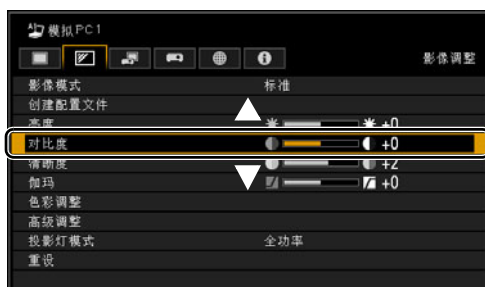 模拟PC1
影像调整
影像模式 标准
创建配置文件
亮度 +0
对比度 +0
清晰度 +2
伽玛 +0
色彩调整
高级调整
投影灯模式 全功率
重设